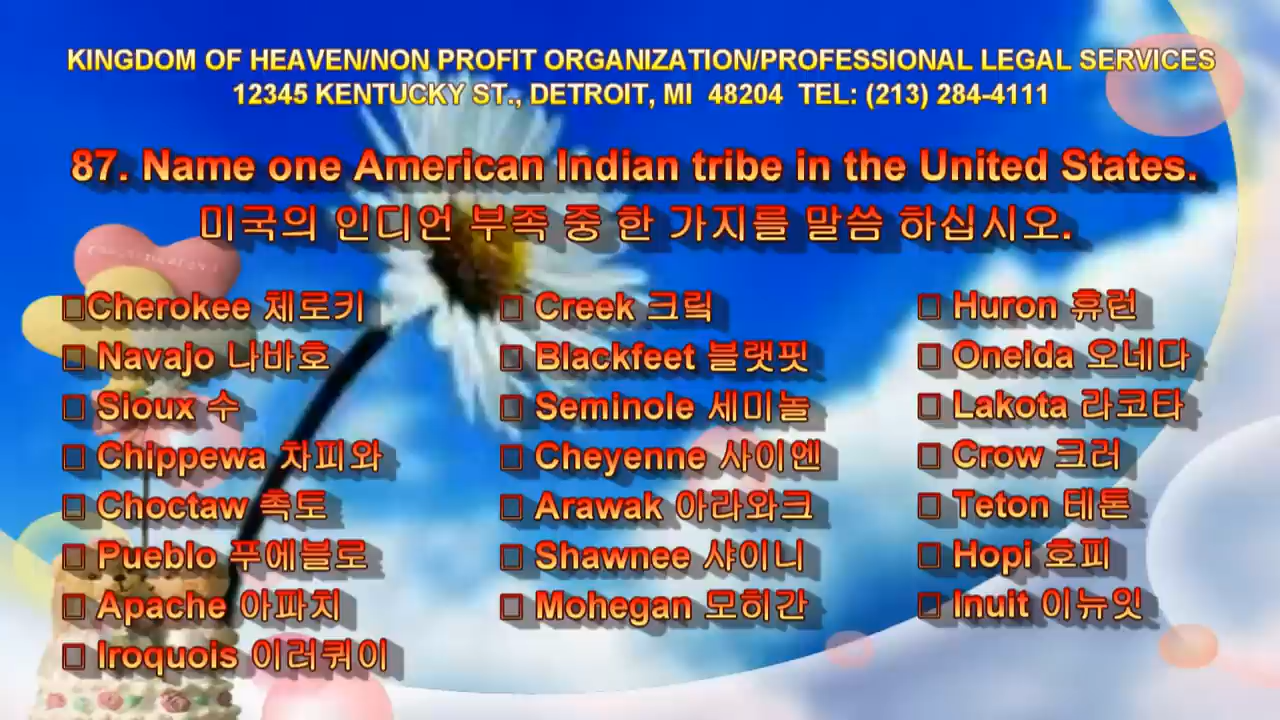 KINGDOM OF HEAVEN/NON PROFIT ORGANIZATION/PROFESSIONAL LEGAL SERVICES
12345 KENTUCKY ST., DETROIT, MI 48204 TEL: (213) 284-4111
87. Name one American Indian tribe in the United States.
미국의 인디언 부족 중 한 가지를 말씀 하십시오.
□Cherokee 체로키
□ Navajo 나바호
□ Sioux 수
□ Chippewa 차피와
□ Choctaw 촉토
□ Pueblo 푸에블로
□ Apache 아파치
□ Iroquois 이러쿼이
□ Creek 크릭
□ Blackfeet 블랫핏
□ Seminole 세미놀
□ Cheyenne 샤이엔
□ Arawak 아라와크
□ Shawnee 샤이니
□ Mohegan 모히간
□ Huron 휴런
□ Oneida 오네다
□ Lakota 라코타
□ Crow 크러
□ Teton 테톤
□ Hopi 호피
□ Inuit 이뉴잇